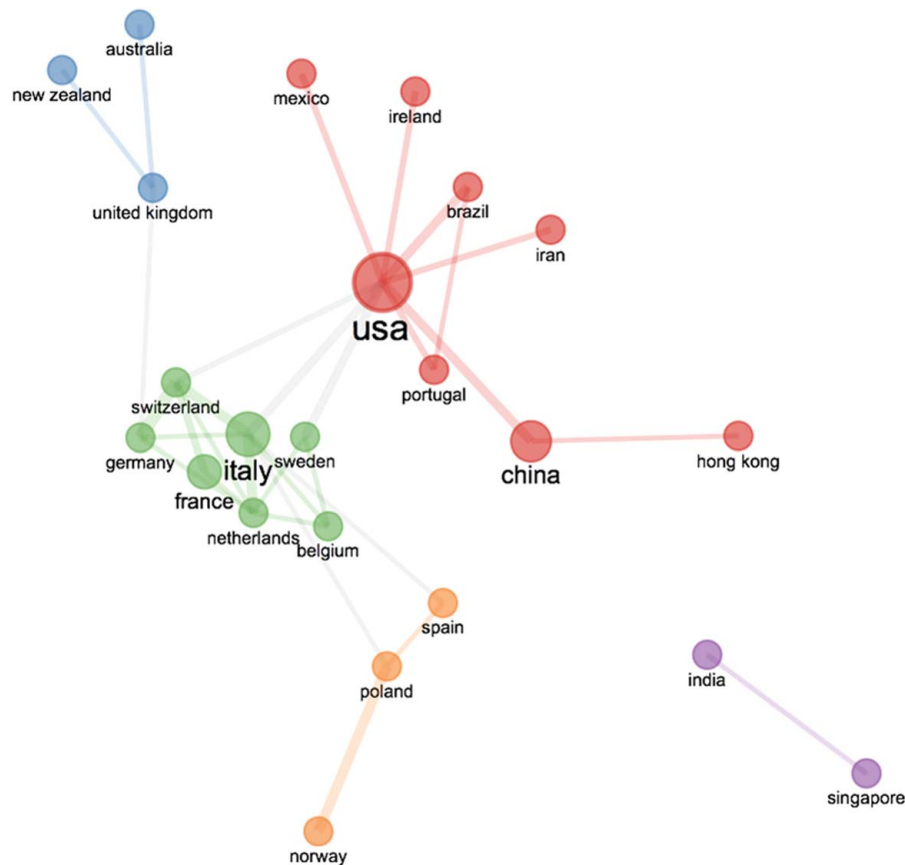 australia
new zealand
mexico
ireland
united kingdom
brazil
iran
usa
portugal
switzerland
germany
italy
sweden
hong kong
china
france
netherlands
belgium
spain
india
poland
singapore
norway